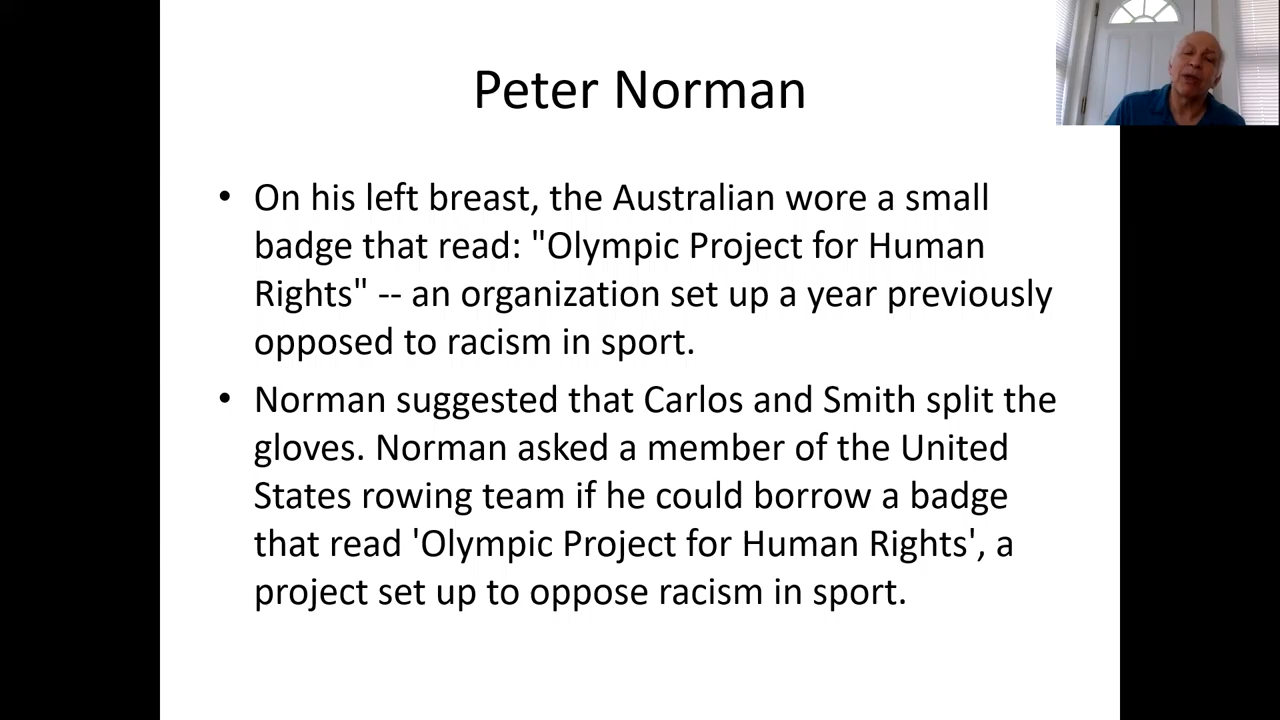 Peter Norman
• On his left breast, the Australian wore a small
badge that read: "Olympic Project for Human
Rights" -- an organization set up a year previously
opposed to racism in sport.
• Norman suggested that Carlos and Smith split the
gloves. Norman asked a member of the United
States rowing team if he could borrow a badge
that read 'Olympic Project for Human Rights', a
project set up to oppose racism in sport.